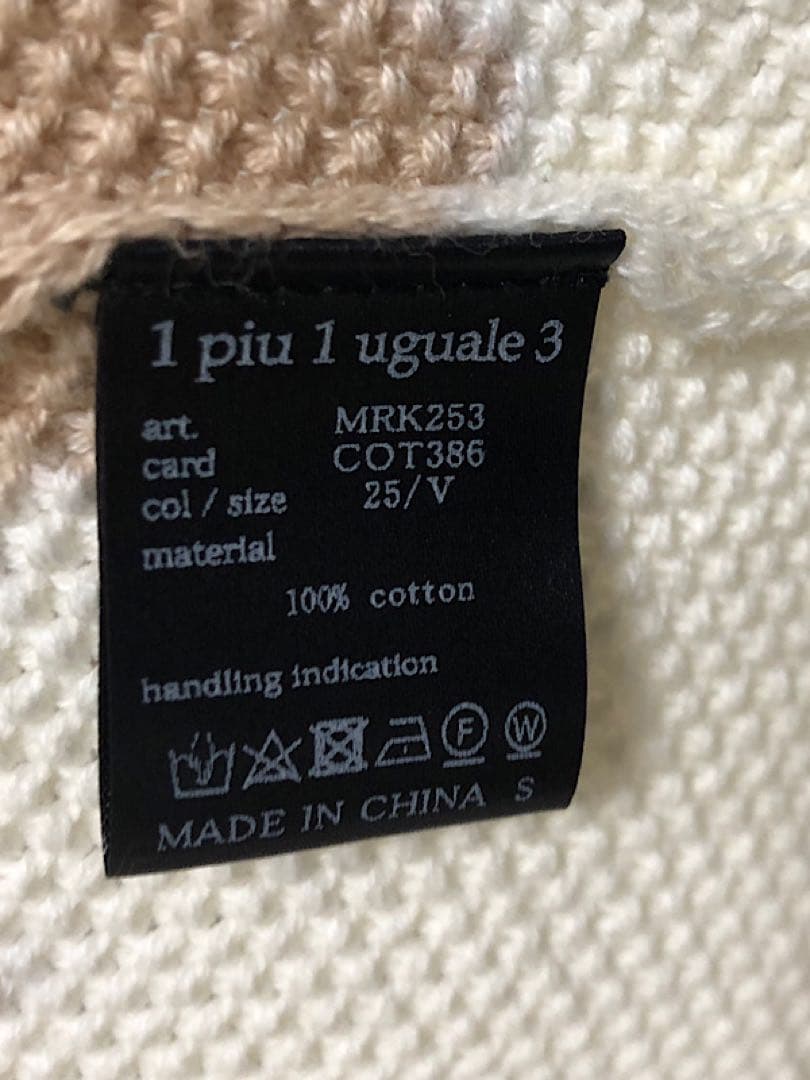 1 piu 1 uguale 3
art. MRK253
card COT386
col / size 25/V
material
100% cotton
handling indication
F W
MADE IN CHINA S